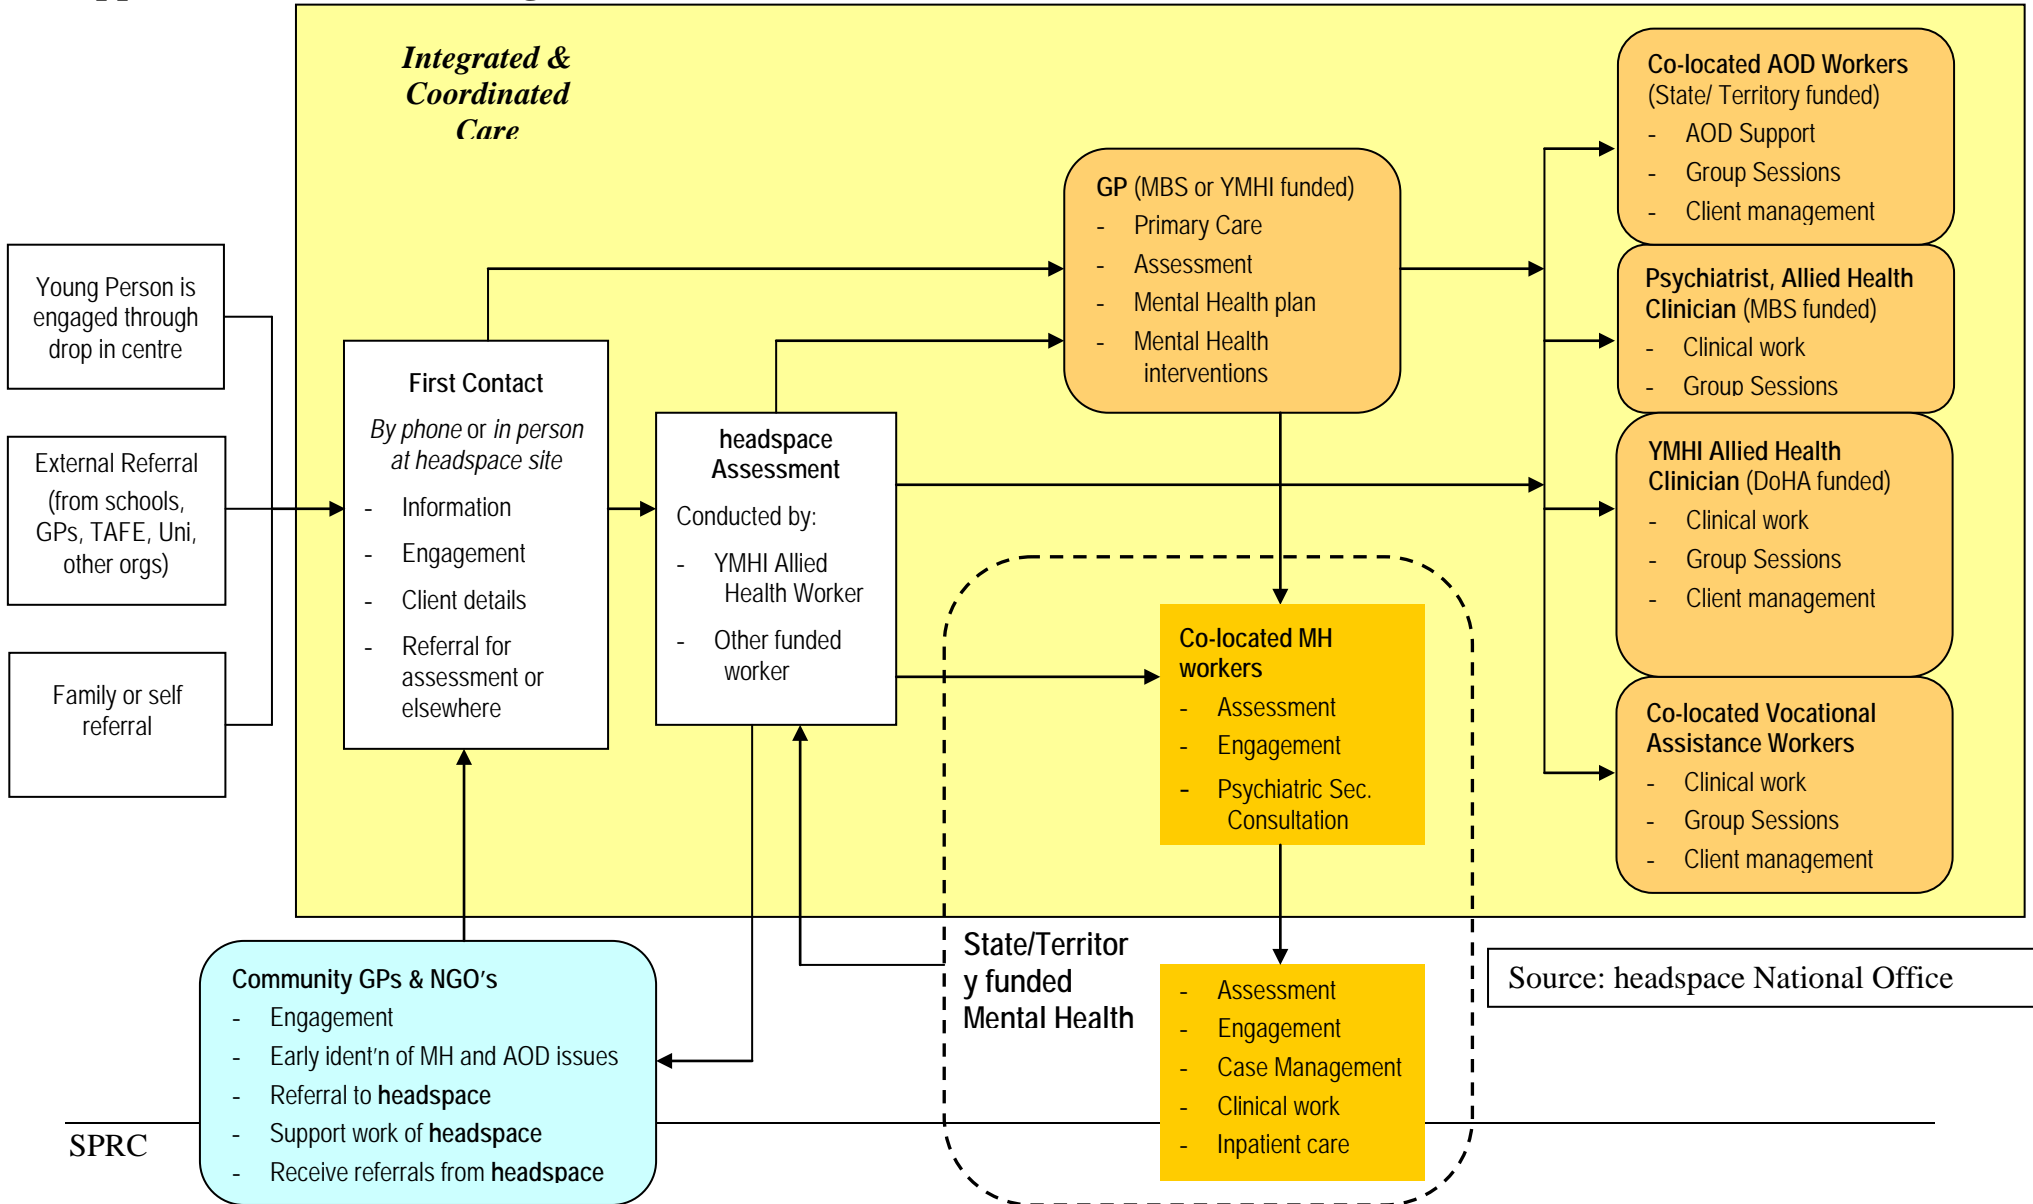 Integrated &
Coordinated
Care
Co-located AOD Workers
(State/ Territory funded)
- AOD Support
- Group Sessions
- Client management
GP (MBS or YMHI funded)
- Primary Care
- Assessment
- Mental Health plan
- Mental Health
interventions
Young Person is
engaged through
drop in centre
Psychiatrist, Allied Health
Clinician (MBS funded)
- Clinical work
- Group Sessions
First Contact
By phone or in person
at headspace site
- Information
- Engagement
- Client details
- Referral for
assessment or
elsewhere
headspace
Assessment
Conducted by:
- YMHI Allied
Health Worker
- Other funded
worker
External Referral
(from schools,
GPs, TAFE, Uni,
other orgs)
YMHI Allied Health
Clinician (DoHA funded)
- Clinical work
- Group Sessions
- Client management
Family or self
referral
Co-located MH
workers
- Assessment
- Engagement
- Psychiatric Sec.
Consultation
Co-located Vocational
Assistance Workers
- Clinical work
- Group Sessions
- Client management
Community GPs & NGO's
- Engagement
- Early ident'n of MH and AOD issues
- Referral to headspace
- Support work of headspace
- Receive referrals from headspace
State/Territor
y funded
Mental Health
- Assessment
- Engagement
- Case Management
- Clinical work
- Inpatient care
Source: headspace National Office
SPRC